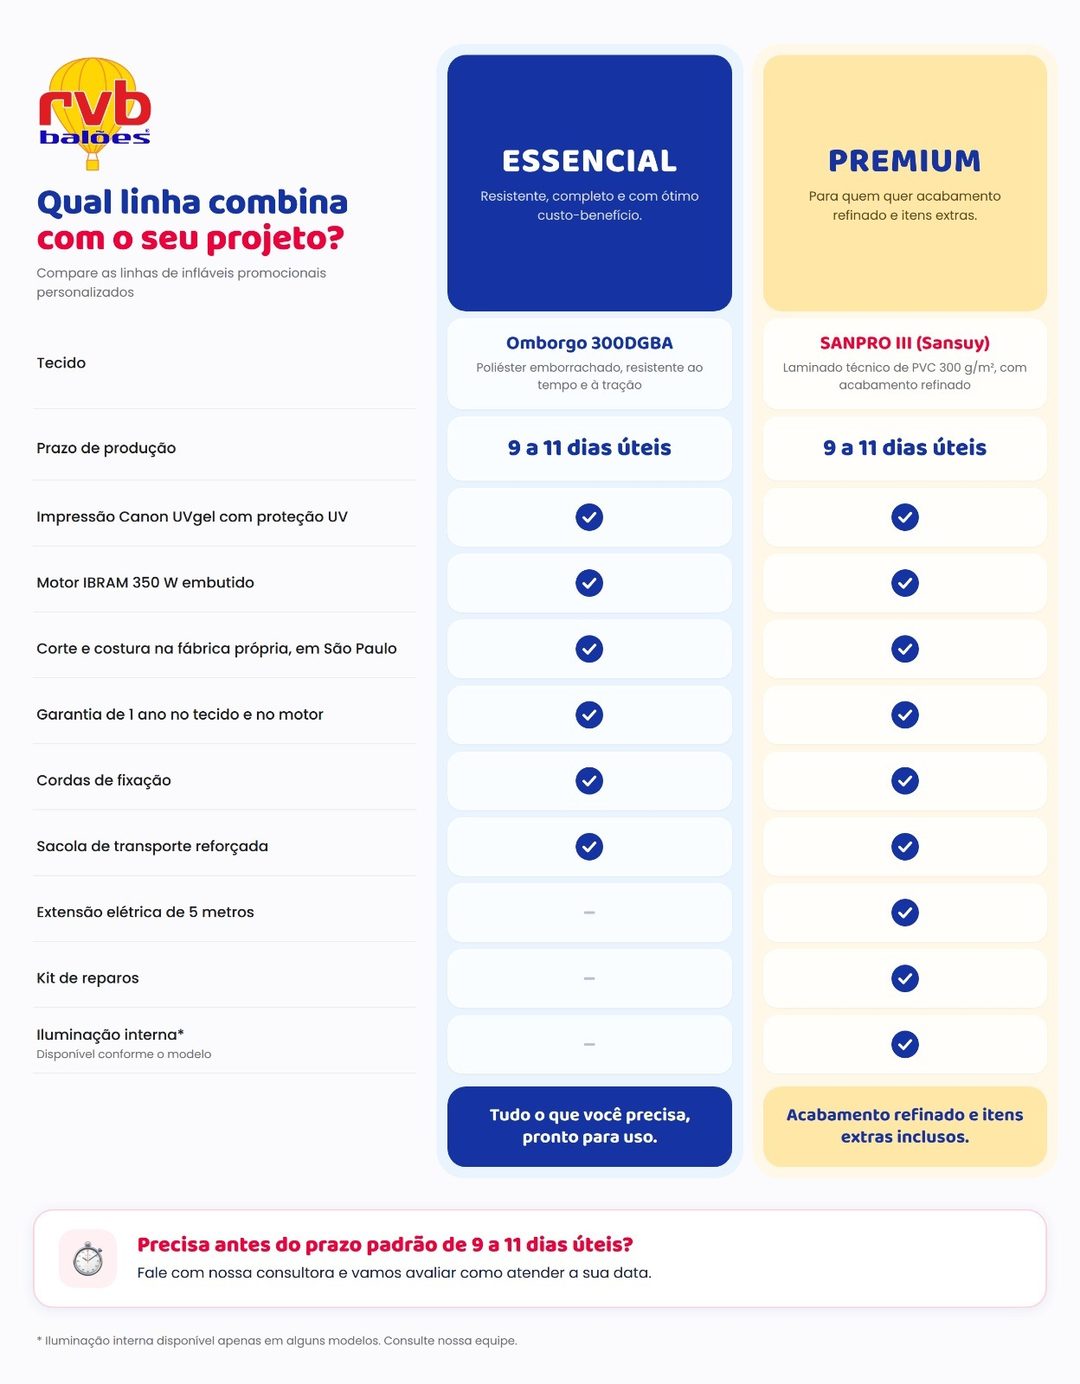 rvb
balões
Qual linha combina
com o seu projeto?
Compare as linhas de infláveis promocionais
personalizados
ESSENCIAL
Resistente, completo e com ótimo
custo-benefício.
PREMIUM
Para quem quer acabamento
refinado e itens extras.
Tecido
Omborgo 300DGBA
Poliéster emborrachado, resistente ao
tempo e à tração
SANPRO III (Sansuy)
Laminado técnico de PVC 300 g/m², com
acabamento refinado
Prazo de produção
9 a 11 dias úteis
9 a 11 dias úteis
Impressão Canon UVgel com proteção UV
Motor IBRAM 350 W embutido
Corte e costura na fábrica própria, em São Paulo
Garantia de 1 ano no tecido e no motor
Cordas de fixação
Sacola de transporte reforçada
Extensão elétrica de 5 metros
–
Kit de reparos
–
Iluminação interna*
Disponível conforme o modelo
–
Tudo o que você precisa,
pronto para uso.
Acabamento refinado e itens
extras inclusos.
Precisa antes do prazo padrão de 9 a 11 dias úteis?
Fale com nossa consultora e vamos avaliar como atender a sua data.
* Iluminação interna disponível apenas em alguns modelos. Consulte nossa equipe.